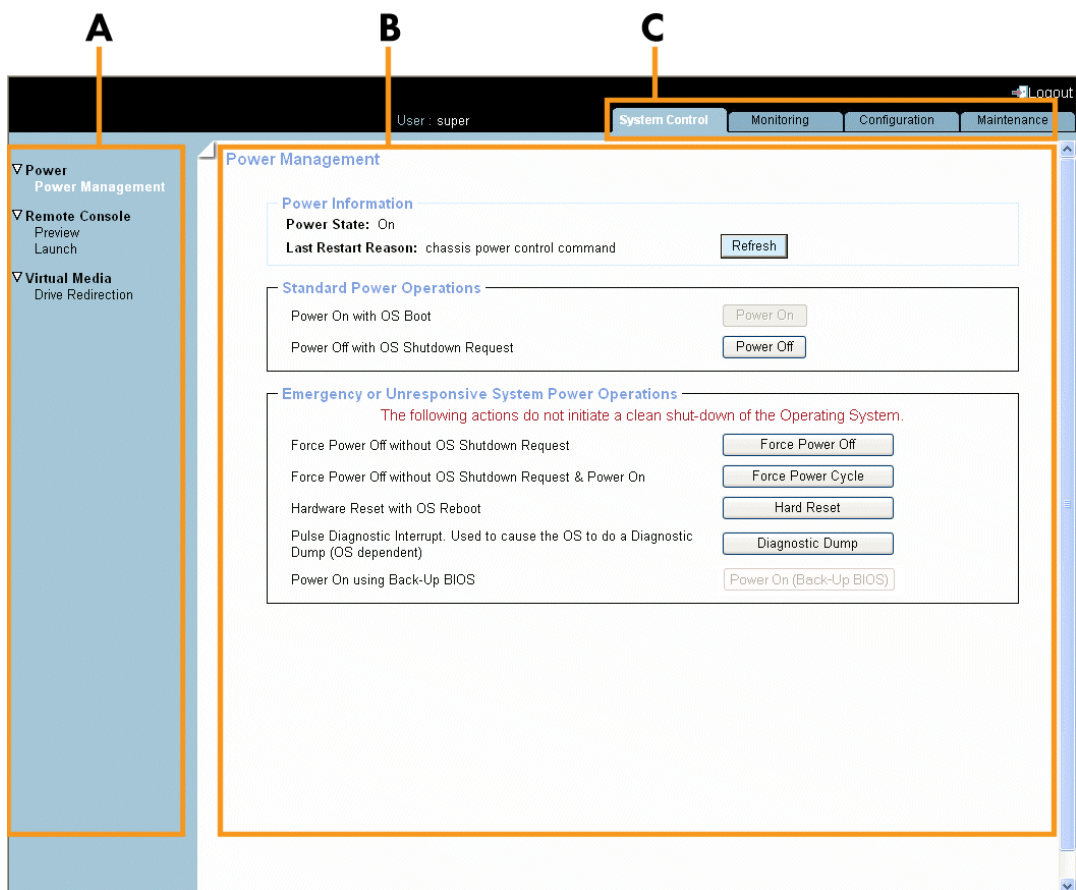 A
B
C
Logout
User : super
System Control
Monitoring
Configuration
Maintenance
Power
Power Management
Remote Console
Preview
Launch
Virtual Media
Drive Redirection
Power Management
Power Information
Power State: On
Last Restart Reason: chassis power control command
Refresh
Standard Power Operations
Power On with OS Boot
Power On
Power Off with OS Shutdown Request
Power Off
Emergency or Unresponsive System Power Operations
The following actions do not initiate a clean shut-down of the Operating System.
Force Power Off without OS Shutdown Request
Force Power Off
Force Power Off without OS Shutdown Request & Power On
Force Power Cycle
Hardware Reset with OS Reboot
Hard Reset
Pulse Diagnostic Interrupt. Used to cause the OS to do a Diagnostic
Dump (OS dependent)
Diagnostic Dump
Power On using Back-Up BIOS
Power On (Back-Up BIOS)